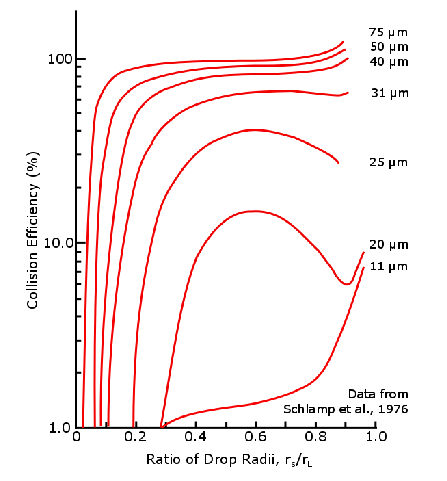 75 µm
50 µm
40 µm
31 µm
25 µm
20 µm
11 µm
100
10.0
1.0
Collision Efficiency (%)
Data from
Schlamp et al., 1976
0 0.2 0.4 0.6 0.8 1.0
Ratio of Drop Radii, rs/rL